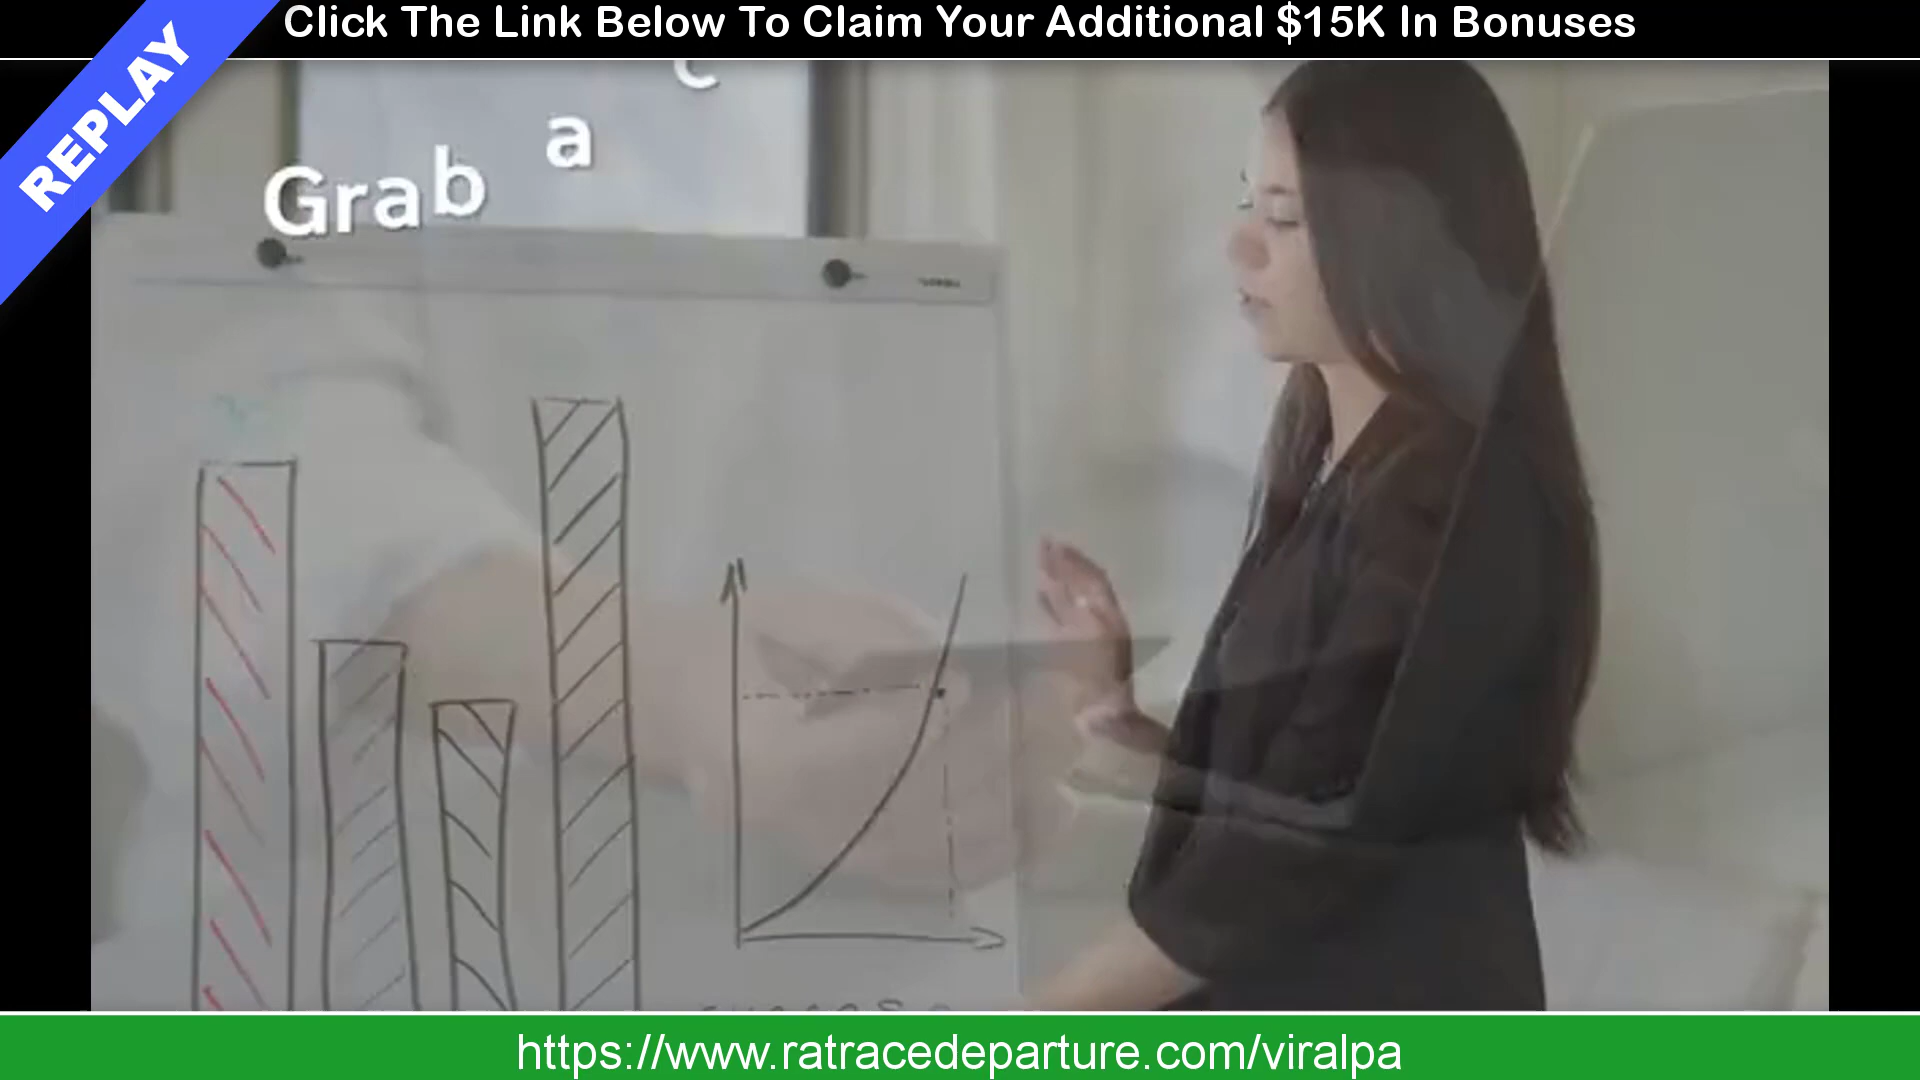 Click The Link Below To Claim Your Additional $15K In Bonuses
REPLAY
Grab a c
https://www.ratracedeparture.com/viralpa